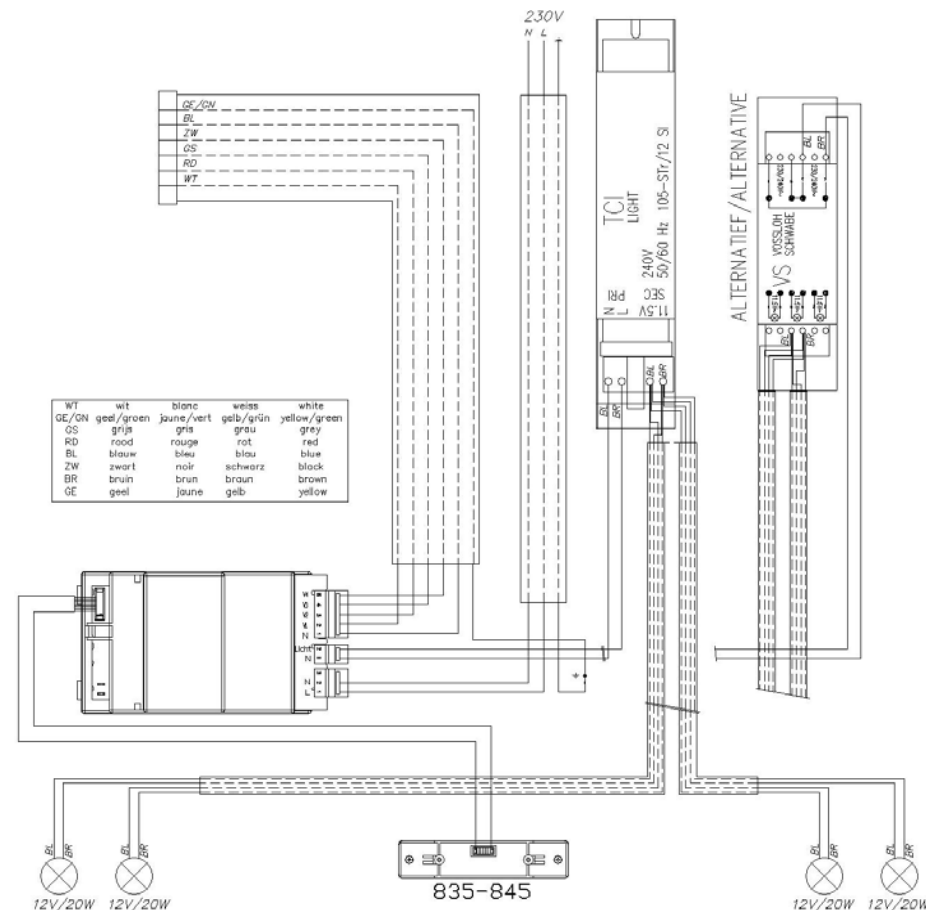 230V
N L
GE/GN
BL
ZW
GS
RD
WT
TCI
LIGHT
240V
50/60 Hz 105-STr/12 SI
PRI SEC
N
L 11.5V
BL BR
BL BR
ALTERNATIEF/ALTERNATIVE
BL BR
VS VOSSLOH
SCHWABE
BL BR
WT wit blanc weiss white
GE/GN geel/groen jaune/vert gelb/grün yellow/green
GS grijs gris grau grey
RD rood rouge rot red
BL blauw bleu blau blue
ZW zwart noir schwarz black
BR bruin brun braun brown
GE geel jaune gelb yellow
N
Licht
N
N
L
BL BR
BL BR
BL BR
BL BR
12V/20W 12V/20W
835-845
12V/20W 12V/20W